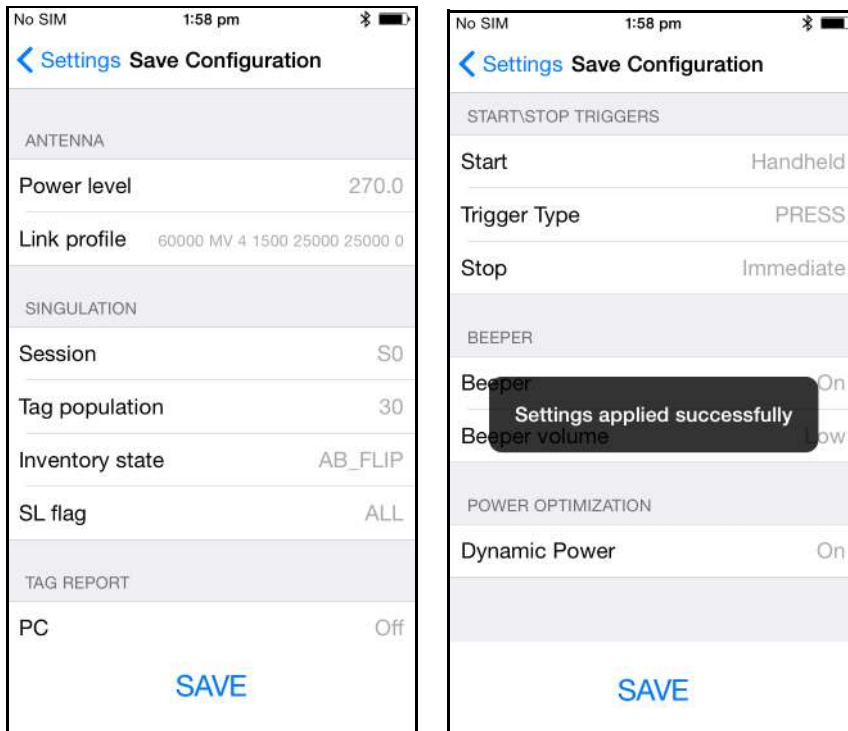 No SIM 1:58 pm
Settings Save Configuration
ANTENNA
Power level 270.0
Link profile 60000 MV 4 1500 25000 25000 0
SINGULATION
Session S0
Tag population 30
Inventory state AB_FLIP
SL flag ALL
TAG REPORT
PC Off
SAVE
No SIM 1:58 pm
Settings Save Configuration
START\STOP TRIGGERS
Start Handheld
Trigger Type PRESS
Stop Immediate
BEEPER
Beeper On
Settings applied successfully
Beeper volume Low
POWER OPTIMIZATION
Dynamic Power On
SAVE